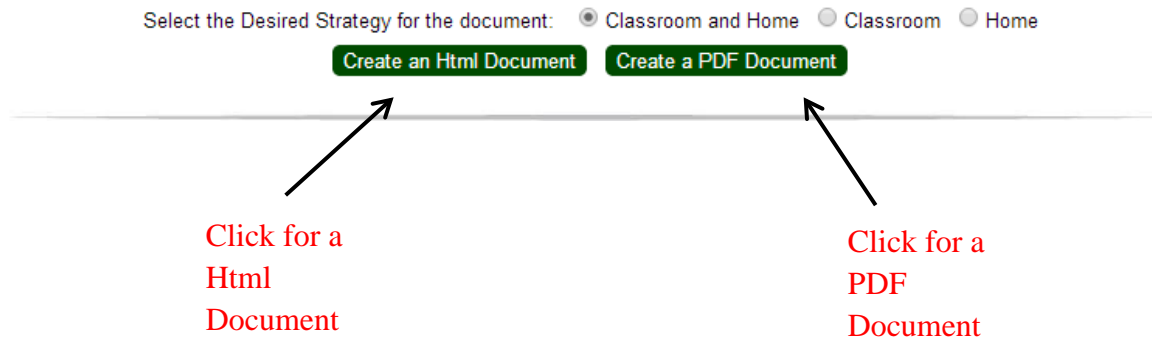 Select the Desired Strategy for the document: Classroom and Home Classroom Home
Create an Html Document Create a PDF Document
Click for a
Html
Document
Click for a
PDF
Document